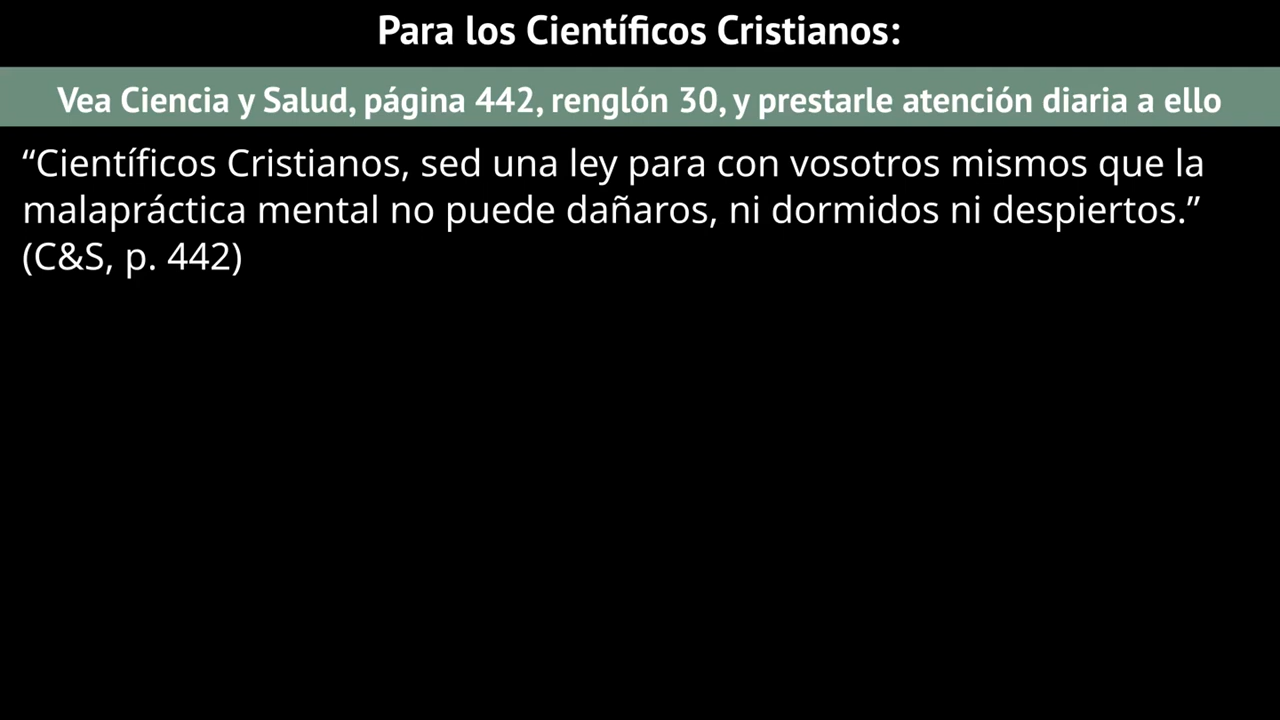 Para los Científicos Cristianos:
Vea Ciencia y Salud, página 442, renglón 30, y prestarle atención diaria a ello
“Científicos Cristianos, sed una ley para con vosotros mismos que la
malapráctica mental no puede dañaros, ni dormidos ni despiertos.”
(C&S, p. 442)